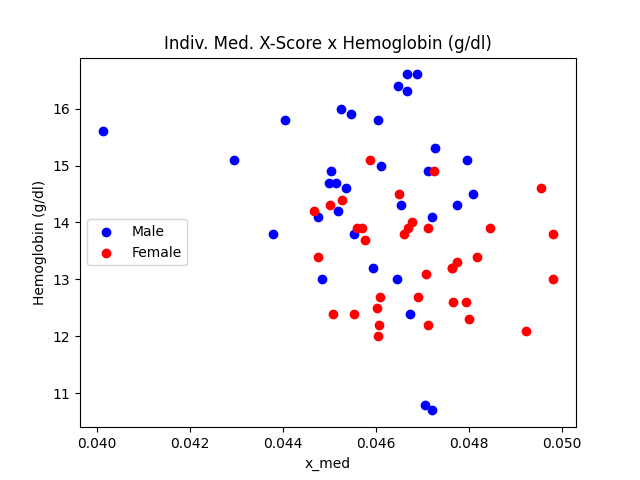 Indiv. Med. X-Score x Hemoglobin (g/dl)
Hemoglobin (g/dl)
16
15
14
13
12
11
Male
Female
0.040 0.042 0.044 0.046 0.048 0.050
x_med